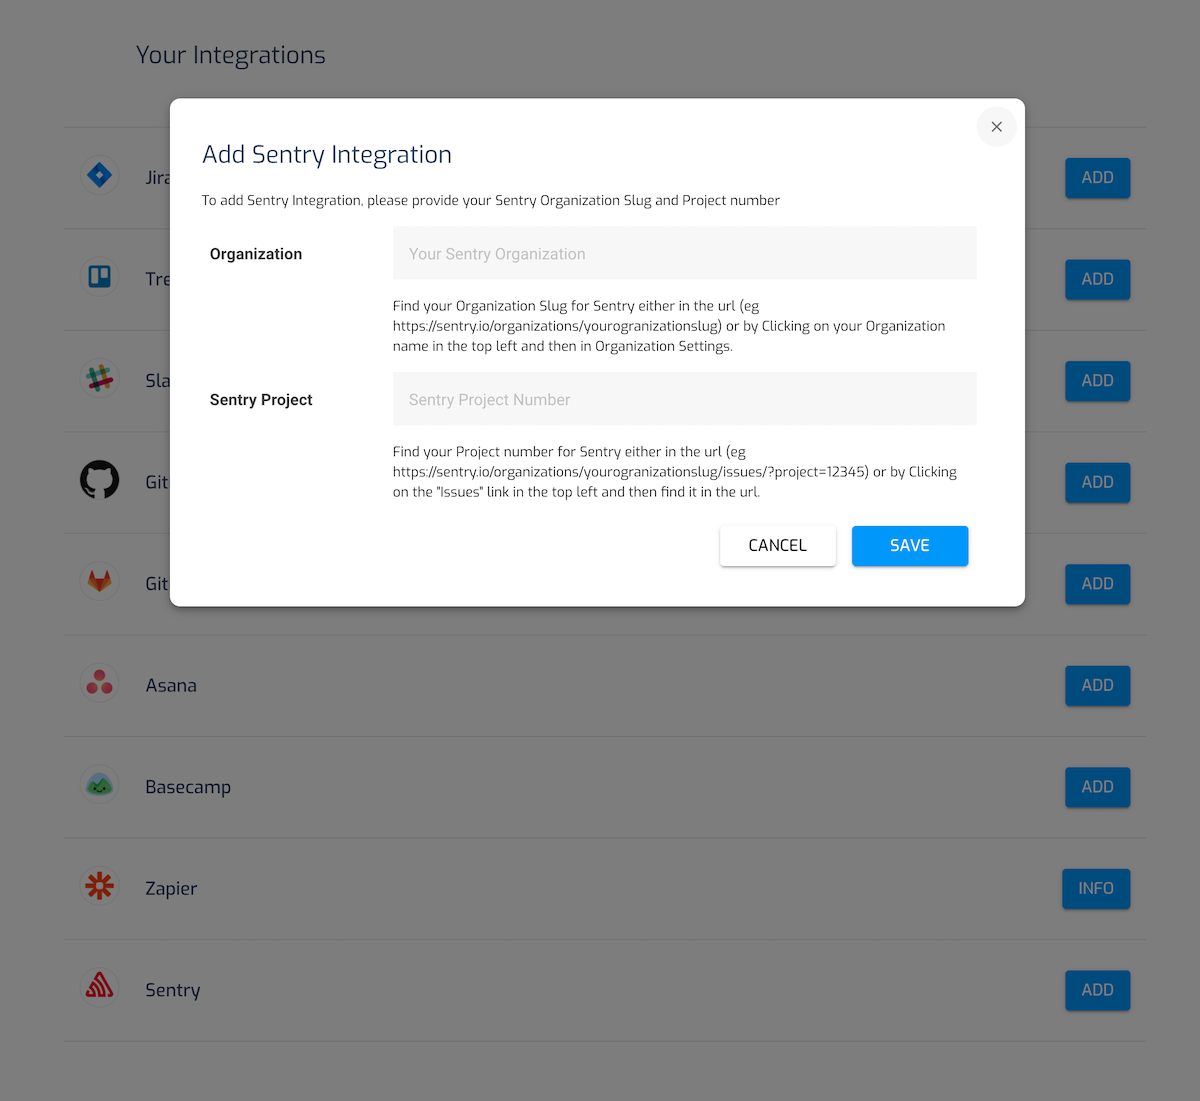 Your Integrations
Add Sentry Integration
To add Sentry Integration, please provide your Sentry Organization Slug and Project number
Organization
Your Sentry Organization
Find your Organization Slug for Sentry either in the url (eg
https://sentry.io/organizations/yourogranizationslug) or by Clicking on your Organization
name in the top left and then in Organization Settings.
Sentry Project
Sentry Project Number
Find your Project number for Sentry either in the url (eg
https://sentry.io/organizations/yourogranizationslug/issues/?project=12345) or by Clicking
on the "Issues" link in the top left and then find it in the url.
CANCEL
SAVE
Jira
ADD
Tre
ADD
Sla
ADD
Git
ADD
Git
ADD
Asana
ADD
Basecamp
ADD
Zapier
INFO
Sentry
ADD